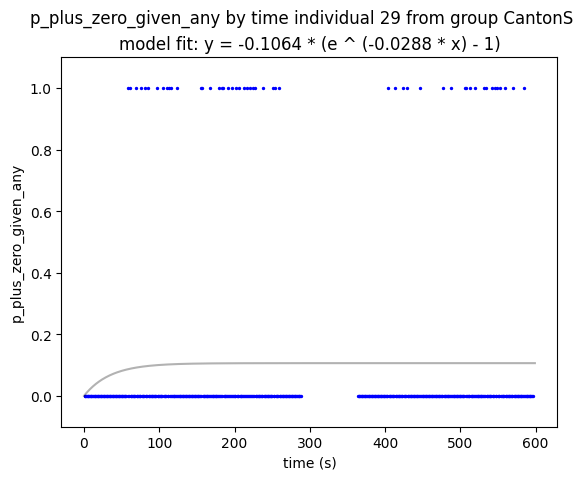 p_plus_zero_given_any by time individual 29 from group CantonS
model fit: y = -0.1064 * (e ^ (-0.0288 * x) - 1)
p_plus_zero_given_any
1.0
0.8
0.6
0.4
0.2
0.0
0 100 200 300 400 500 600
time (s)